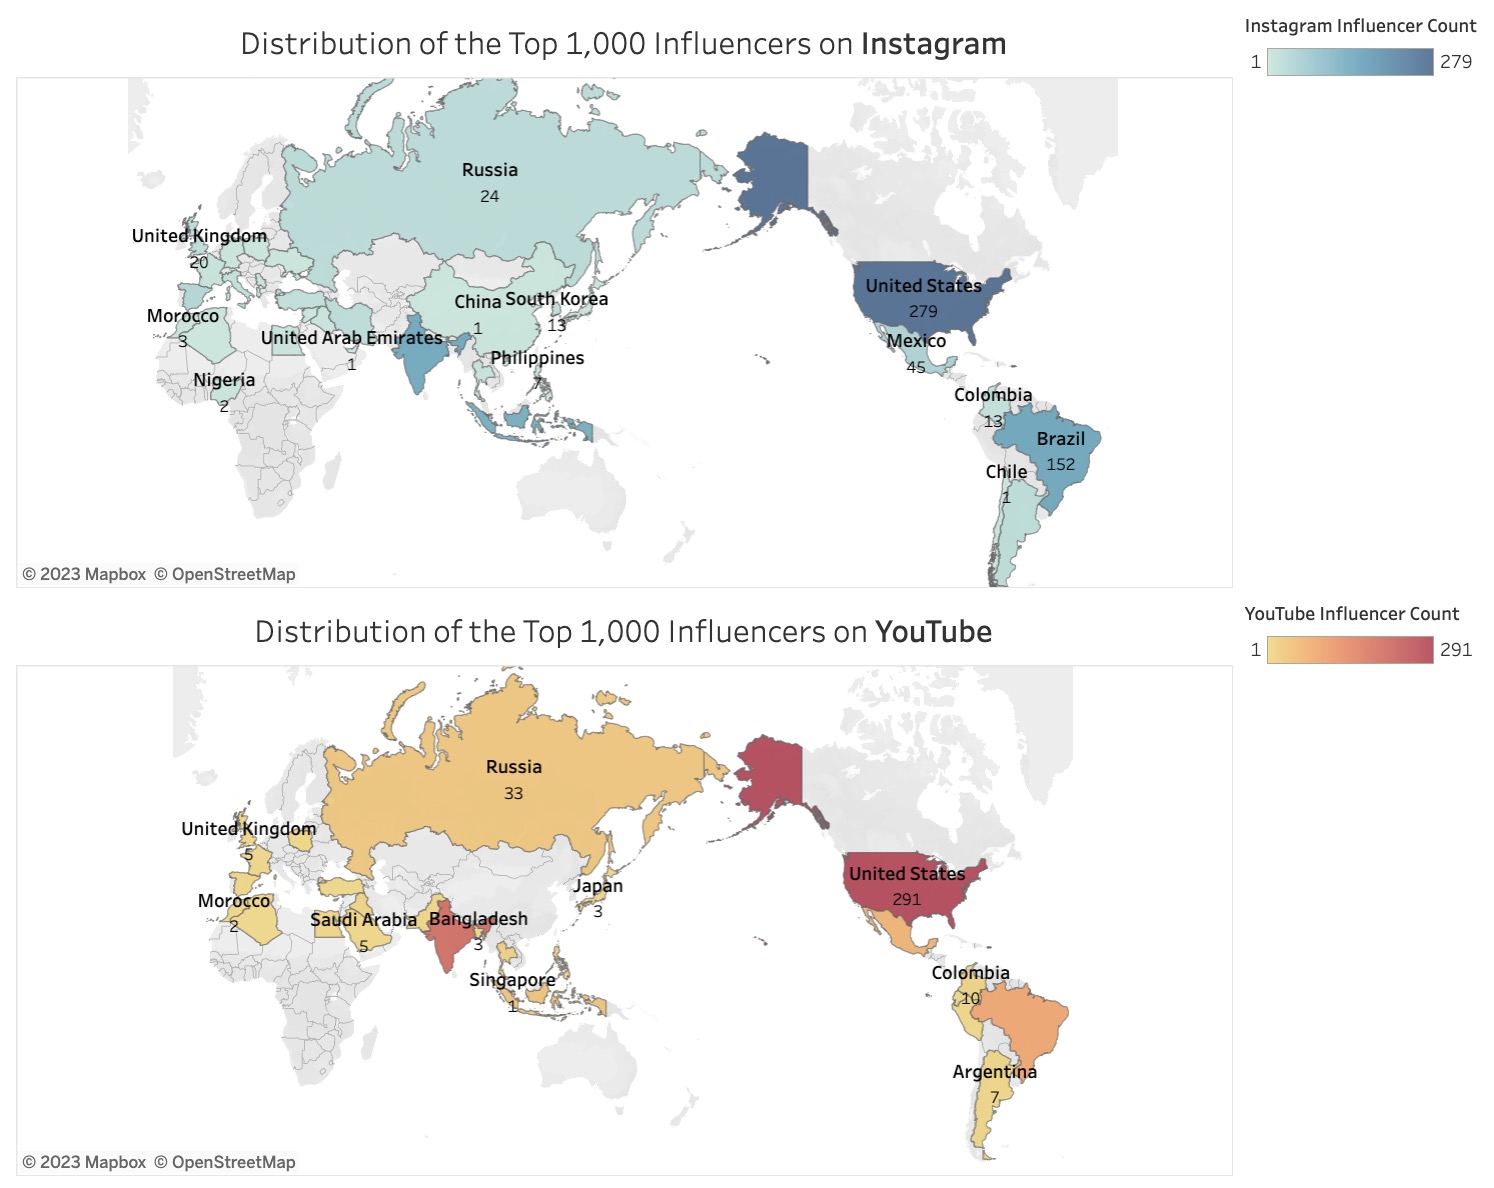 Distribution of the Top 1,000 Influencers on Instagram
Instagram Influencer Count
1 279
Russia
24
United Kingdom
20
Morocco
3
United Arab Emirates
1
Nigeria
2
China
1
South Korea
13
Philippines
7
United States
279
Mexico
45
Colombia
13
Brazil
152
Chile
1
© 2023 Mapbox © OpenStreetMap
Distribution of the Top 1,000 Influencers on YouTube
YouTube Influencer Count
1 291
Russia
33
United Kingdom
5
Morocco
2
Saudi Arabia
5
Bangladesh
3
Japan
3
Singapore
1
United States
291
Colombia
10
Argentina
7
© 2023 Mapbox © OpenStreetMap